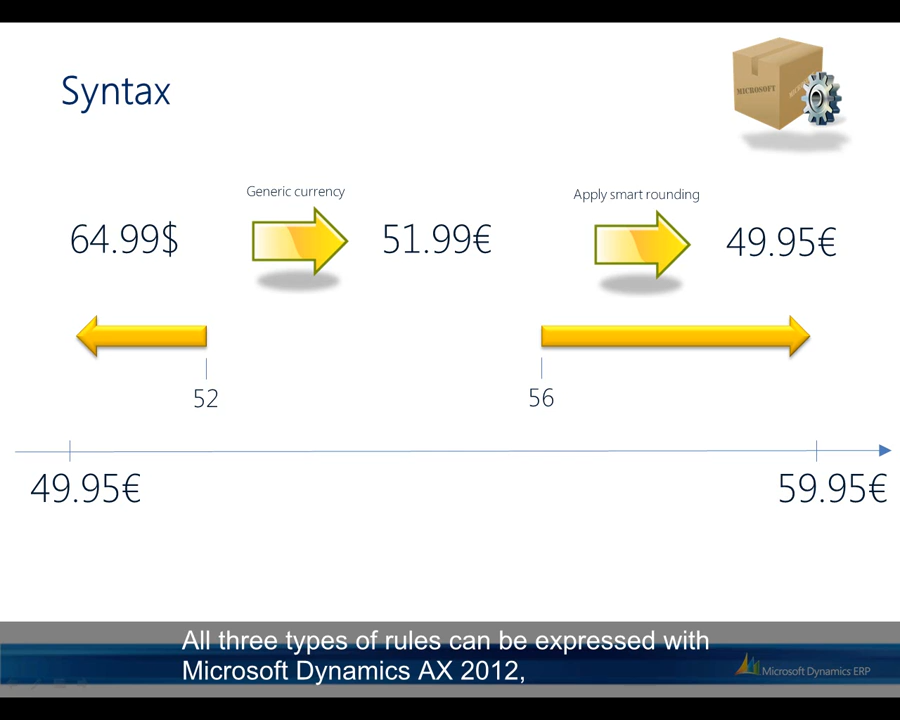 Syntax
MICROSOFT
Generic currency
Apply smart rounding
64.99$
51.99€
49.95€
52
56
49.95€
59.95€
All three types of rules can be expressed with
Microsoft Dynamics AX 2012,
Microsoft Dynamics ERP